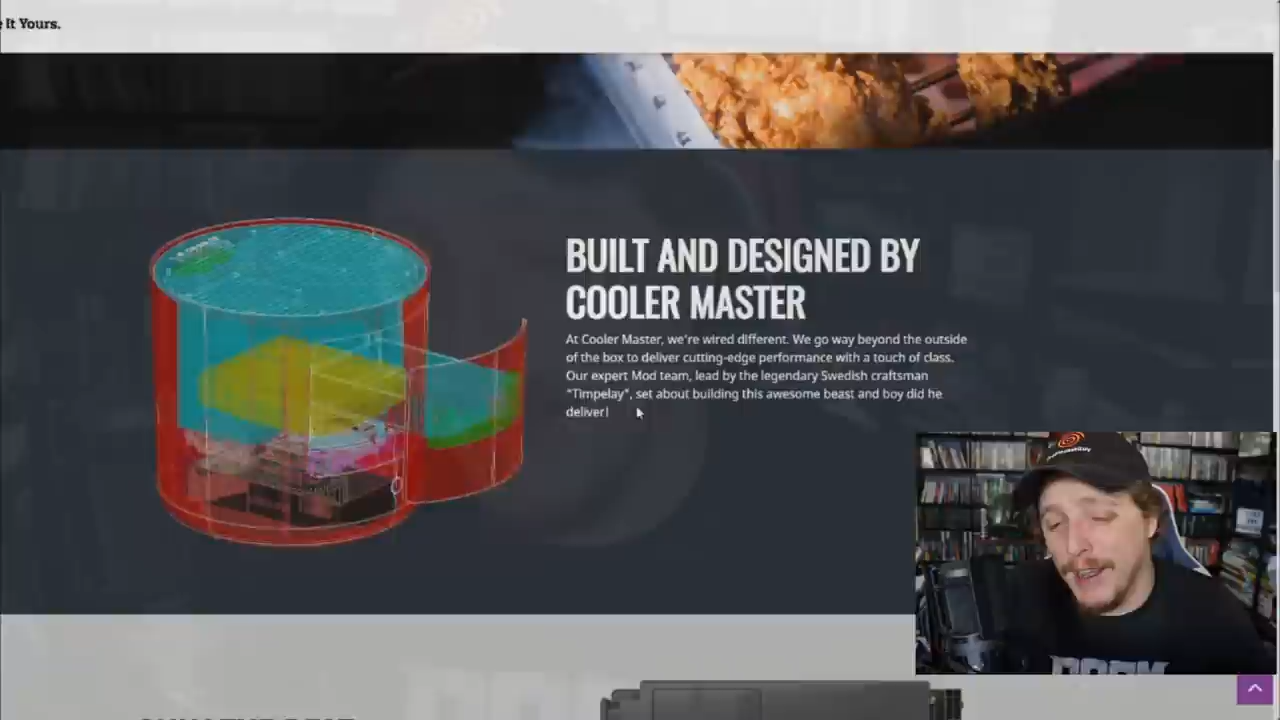 It Yours.
BUILT AND DESIGNED BY
COOLER MASTER
At Cooler Master, we're wired different. We go way beyond the outside
of the box to deliver cutting-edge performance with a touch of class.
Our expert Mod team, lead by the legendary Swedish craftsman
"Timpelay", set about building this awesome beast and boy did he
deliver!